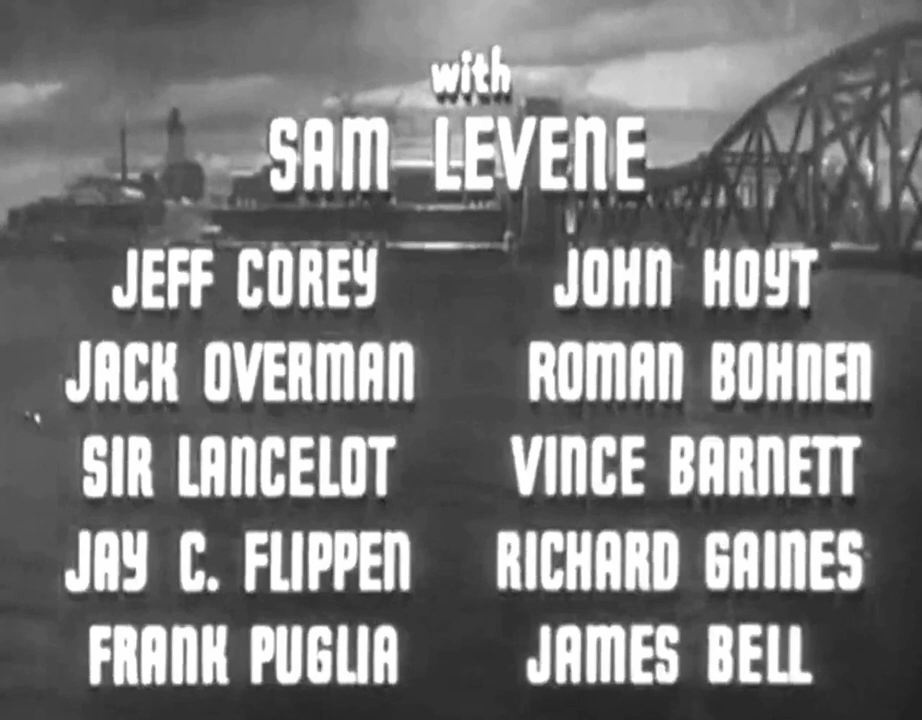 with
SAM LEVENE
JEFF COREY
JOHN HOYT
JACK OVERMAN
ROMAN BOHNEN
SIR LANCELOT
VINCE BARNETT
JAY C. FLIPPEN
RICHARD GAINES
FRANK PUGLIA
JAMES BELL